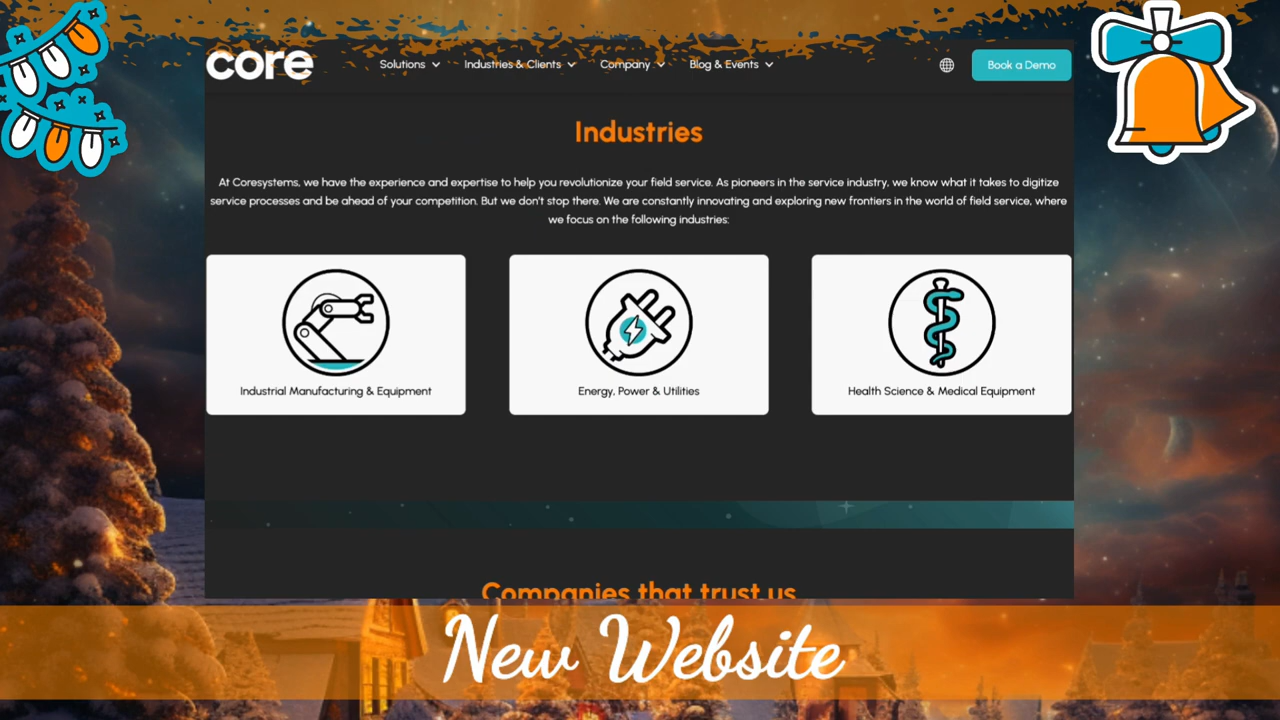 core
Solutions Industries & Clients Company Blog & Events Book a Demo
Industries
At Coresystems, we have the experience and expertise to help you revolutionize your field service. As pioneers in the service industry, we know what it takes to digitize
service processes and be ahead of your competition. But we don't stop there. We are constantly innovating and exploring new frontiers in the world of field service, where
we focus on the following industries:
Industrial Manufacturing & Equipment
Energy, Power & Utilities
Health Science & Medical Equipment
Companies that trust us
New Website